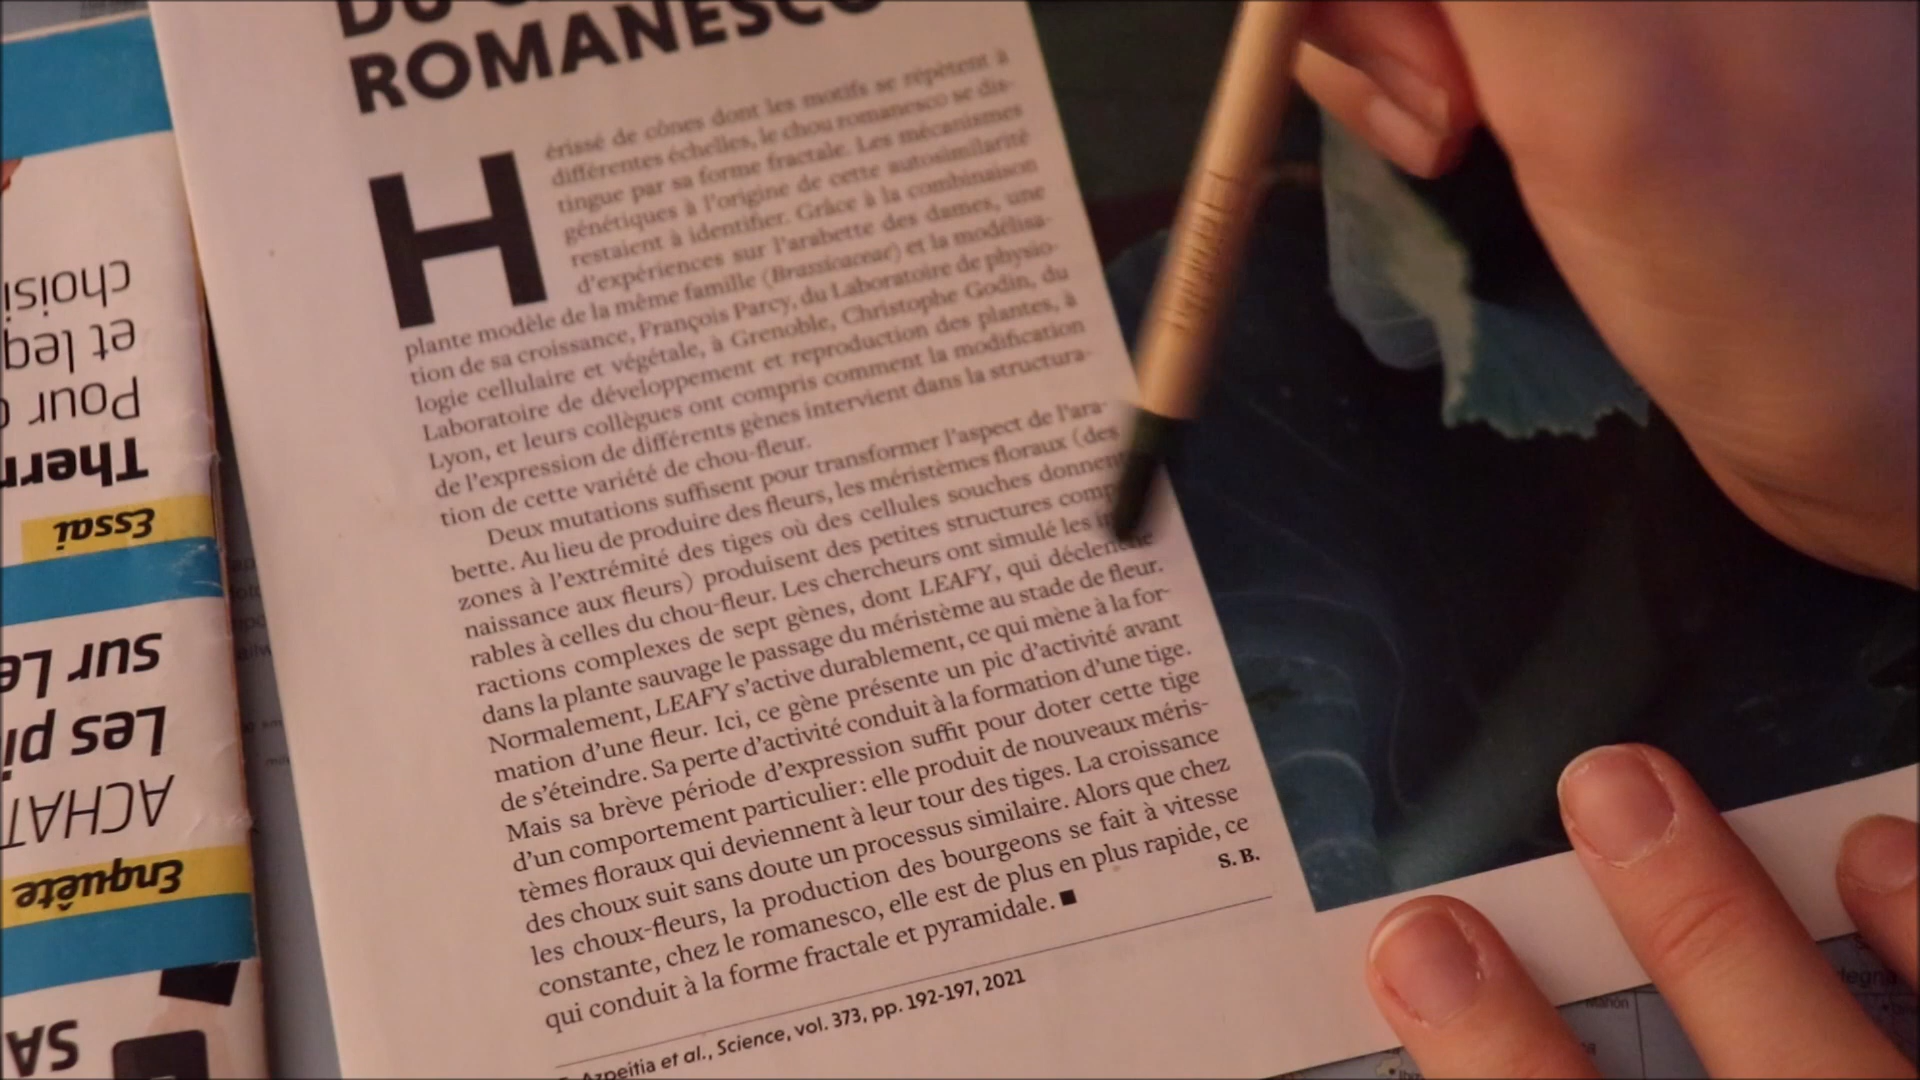 ROMANESCO
Hérissé de cônes dont les motifs se répètent à
différentes échelles, le chou romanesco se dis-
tingue par sa forme fractale. Les mécanismes
génétiques à l'origine de cette autosimilarité
restaient à identifier. Grâce à la combinaison
d'expériences sur l'arabette des dames, une
plante modèle de la même famille (Brassicaceae) et la modélisa-
tion de sa croissance, François Parcy, du Laboratoire de physio-
logie cellulaire et végétale, à Grenoble, Christophe Godin, du
Laboratoire de développement et reproduction des plantes, à
Lyon, et leurs collègues ont compris comment la modification
de l'expression de différents gènes intervient dans la structura-
tion de cette variété de chou-fleur.
Deux mutations suffisent pour transformer l'aspect de l'ara-
bette. Au lieu de produire des fleurs, les méristèmes floraux (des
zones à l'extrémité des tiges où des cellules souches donnent
naissance aux fleurs) produisent des petites structures comp
rables à celles du chou-fleur. Les chercheurs ont simulé les
ractions complexes de sept gènes, dont LEAFY, qui déclenche
dans la plante sauvage le passage du méristème au stade de fleur.
Normalement, LEAFY s'active durablement, ce qui mène à la for-
mation d'une fleur. Ici, ce gène présente un pic d'activité avant
de s'éteindre. Sa perte d'activité conduit à la formation d'une tige.
Mais sa brève période d'expression suffit pour doter cette tige
d'un comportement particulier : elle produit de nouveaux méris-
tèmes floraux qui deviennent à leur tour des tiges. La croissance
des choux suit sans doute un processus similaire. Alors que chez
les choux-fleurs, la production des bourgeons se fait à vitesse
constante, chez le romanesco, elle est de plus en plus rapide, ce
qui conduit à la forme fractale et pyramidale. ■
S. B.
Azpeitia et al., Science, vol. 373, pp. 192-197, 2021
SA
Enquête
ACHAT
Les pi
sur Le
Essai
Ther
Pour
et leq
choisi